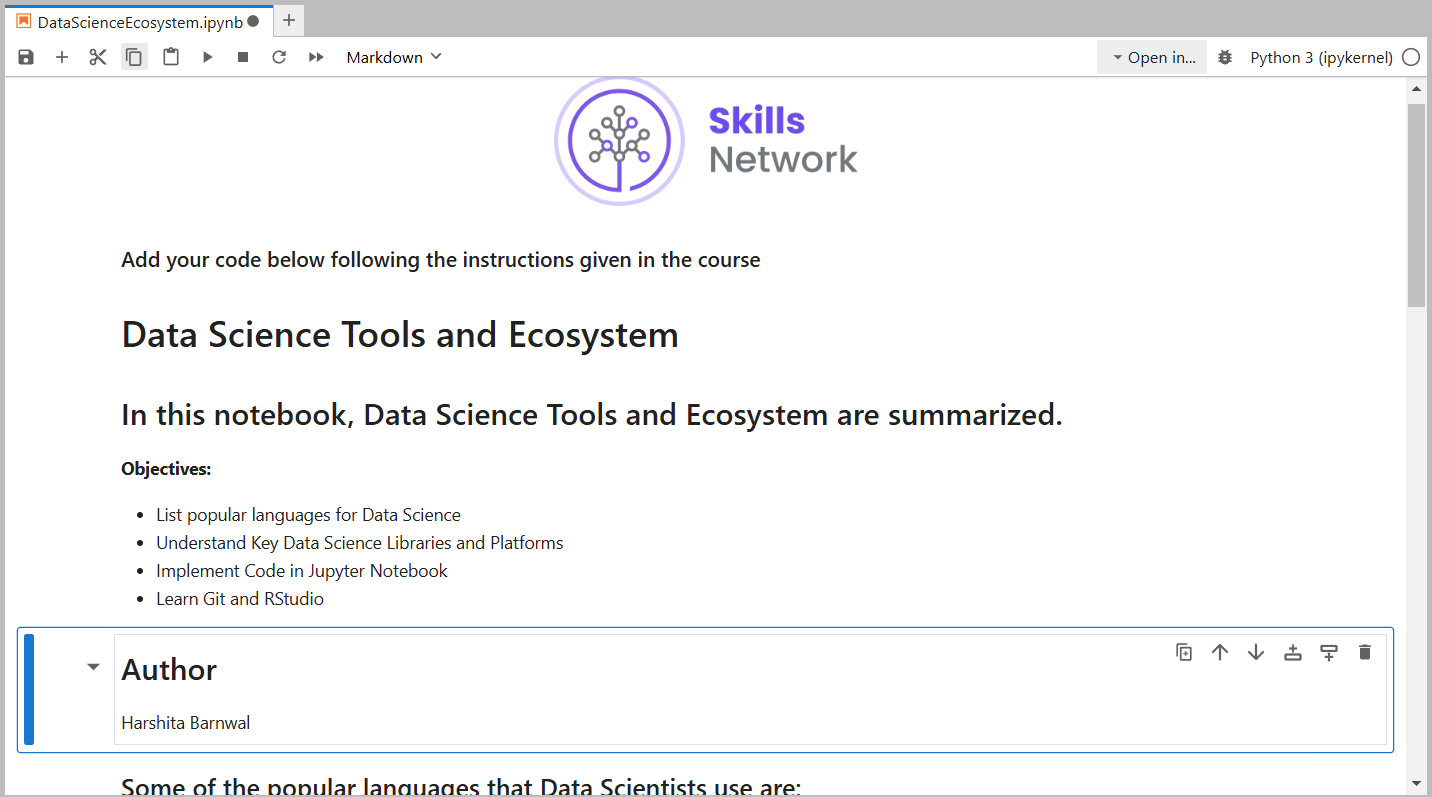 DataScienceEcosystem.ipynb
Markdown
Open in...
Python 3 (ipykernel)
Skills
Network
Add your code below following the instructions given in the course
Data Science Tools and Ecosystem
In this notebook, Data Science Tools and Ecosystem are summarized.
Objectives:
List popular languages for Data Science
Understand Key Data Science Libraries and Platforms
Implement Code in Jupyter Notebook
Learn Git and RStudio
Author
Harshita Barnwal
Some of the popular languages that Data Scientists use are: